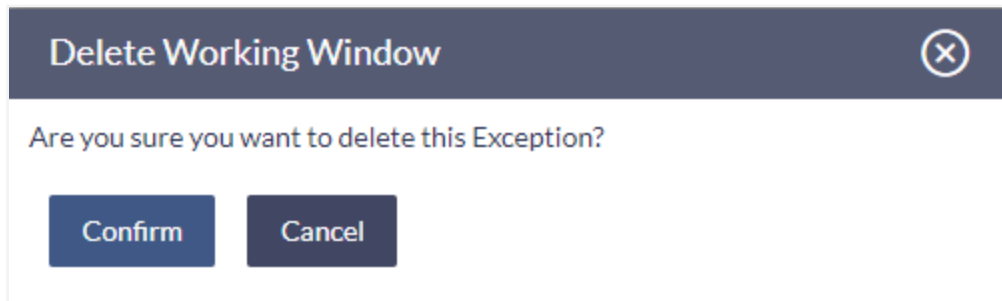 Delete Working Window
Are you sure you want to delete this Exception?
Confirm Cancel